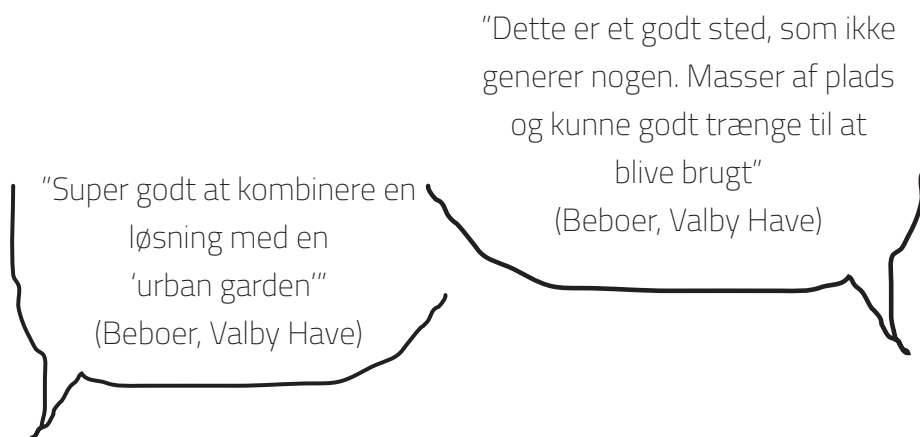 ”Dette er et godt sted, som ikke
generer nogen. Masser af plads
og kunne godt trænge til at
blive brugt”
(Beboer, Valby Have)
”Super godt at kombinere en
løsning med en
‘urban garden’”
(Beboer, Valby Have)